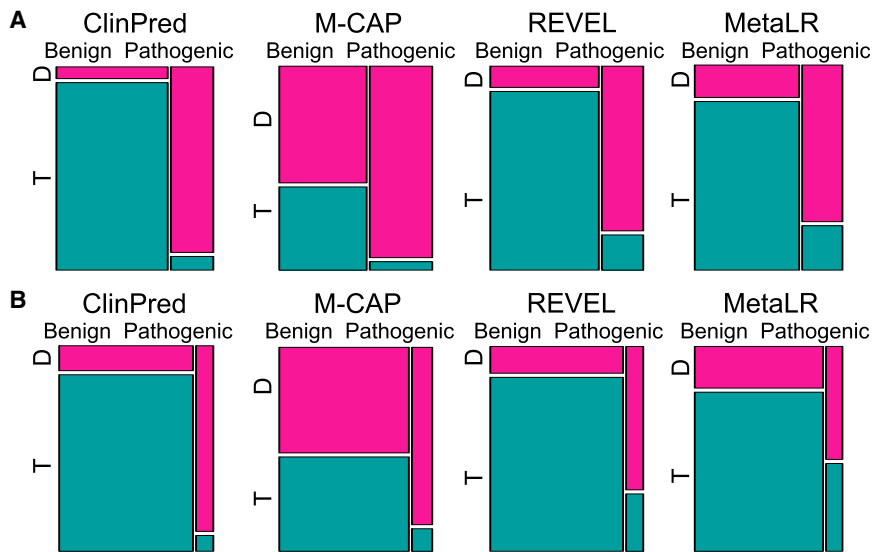 A
ClinPred M-CAP REVEL MetaLR
Benign Pathogenic Benign Pathogenic Benign Pathogenic Benign Pathogenic
D D D D
T T T T
B
ClinPred M-CAP REVEL MetaLR
Benign Pathogenic Benign Pathogenic Benign Pathogenic Benign Pathogenic
D D D D
T T T T